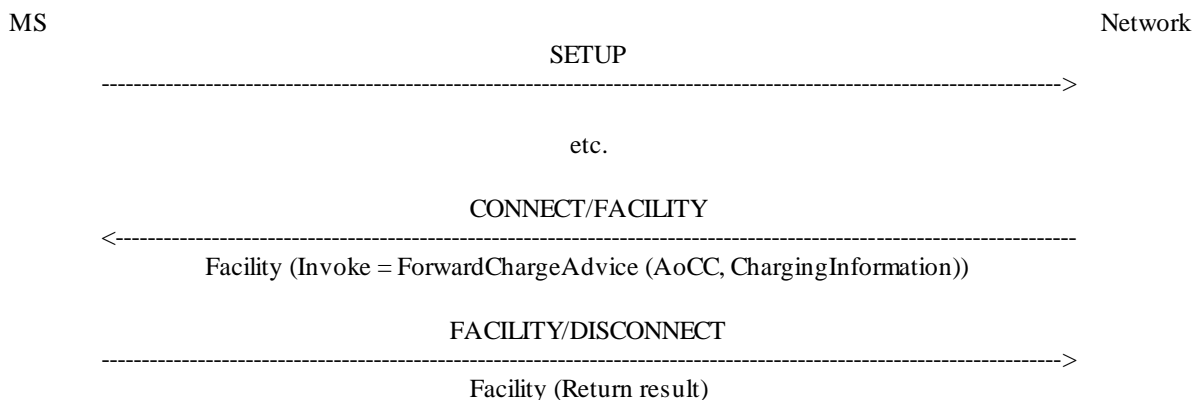 MS Network
SETUP
------------------------------------------------------------------------------------------------------------------------>
etc.
CONNECT/FACILITY
<------------------------------------------------------------------------------------------------------------------------
Facility (Invoke = ForwardChargeAdvice (AoCC, ChargingInformation))
FACILITY/DISCONNECT
------------------------------------------------------------------------------------------------------------------------>
Facility (Return result)